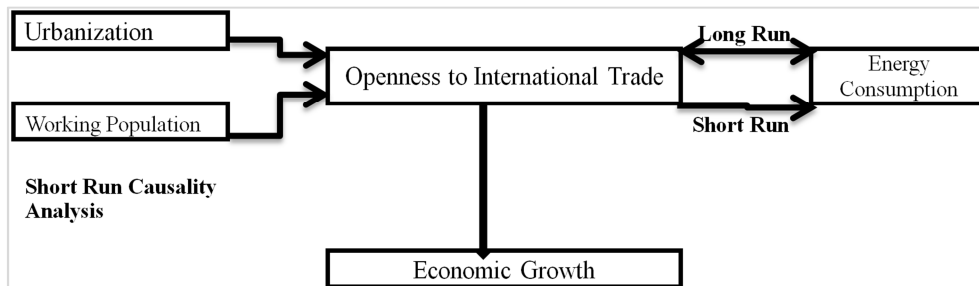 Urbanization
Long Run
Openness to International Trade
Energy
Consumption
Working Population
Short Run
Short Run Causality
Analysis
Economic Growth